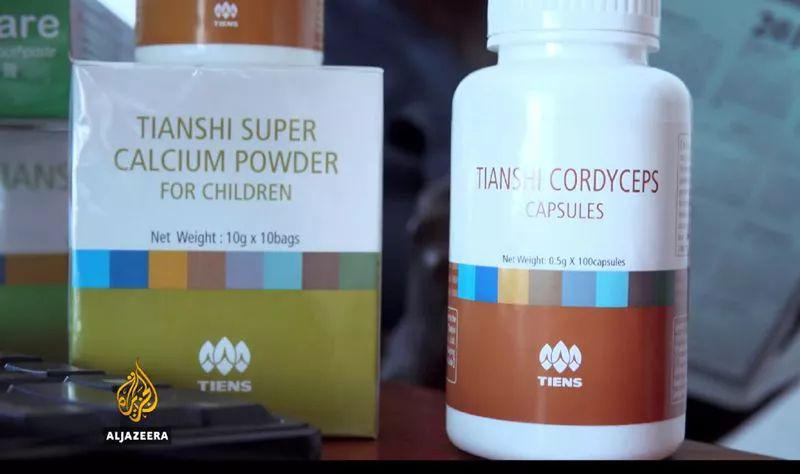 are
TIENS
TIANSHI SUPER
CALCIUM POWDER
FOR CHILDREN
Net Weight : 10g x 10bags
TIENS
TIANSHI CORDYCEPS
CAPSULES
Net Weight: 0.5g X 100capsules
TIENS
IANS
ALJAZEERA